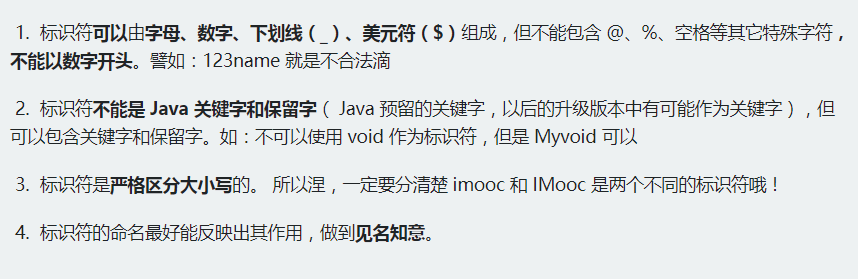 1. 标识符可以由字母、数字、下划线（_）、美元符（$）组成，但不能包含 @、%、空格等其它特殊字符，
不能以数字开头。譬如：123name 就是不合法滴
2. 标识符不能是 Java 关键字和保留字（ Java 预留的关键字，以后的升级版本中有可能作为关键字），但
可以包含关键字和保留字。如：不可以使用 void 作为标识符，但是 Myvoid 可以
3. 标识符是严格区分大小写的。 所以涅，一定要分清楚 imooc 和 IMooc 是两个不同的标识符哦！
4. 标识符的命名最好能反映出其作用，做到见名知意。